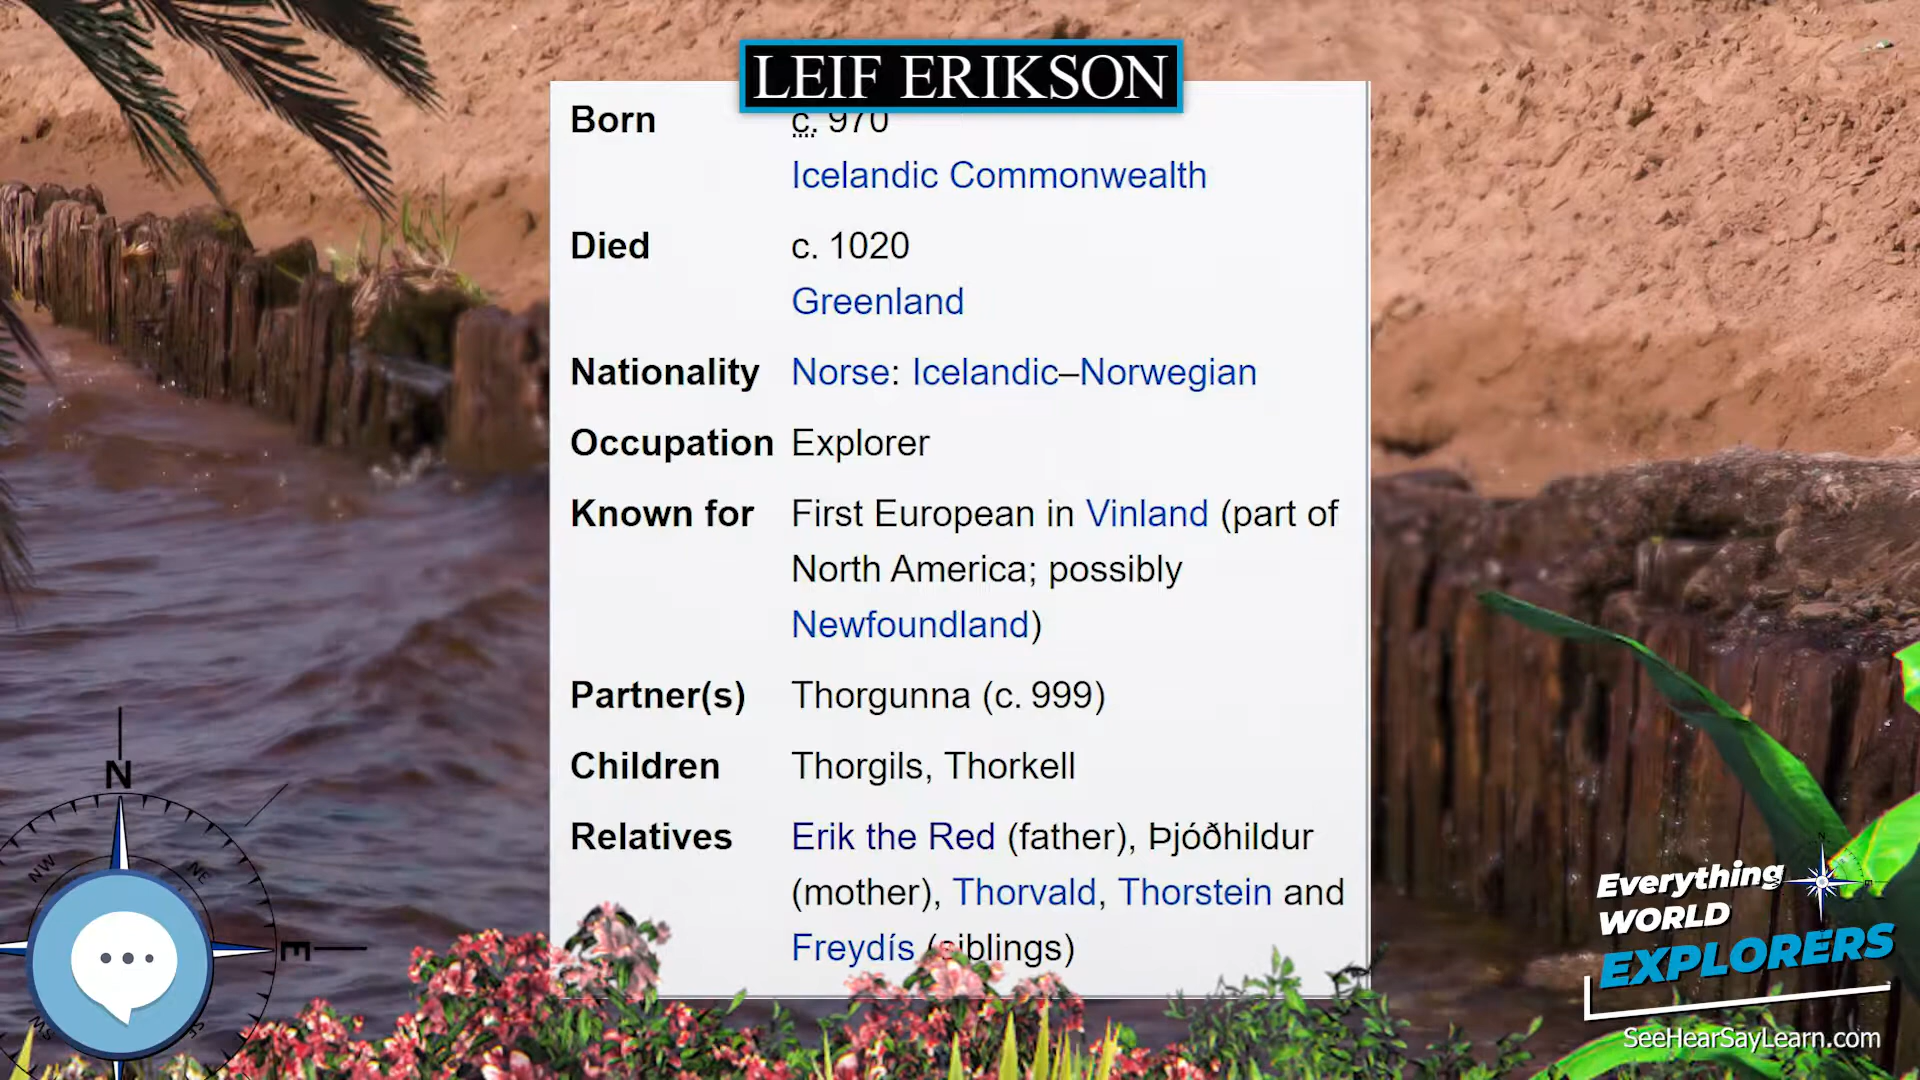 LEIF ERIKSON
Born c. 970
Icelandic Commonwealth
Died c. 1020
Greenland
Nationality Norse: Icelandic–Norwegian
Occupation Explorer
Known for First European in Vinland (part of
North America; possibly
Newfoundland)
Partner(s) Thorgunna (c. 999)
Children Thorgils, Thorkell
Relatives Erik the Red (father), Þjóðhildur
(mother), Thorvald, Thorstein and
Freydís (siblings)
N
NW
NE
E
SW
Everything
WORLD
EXPLORERS
SeeHearSayLearn.com